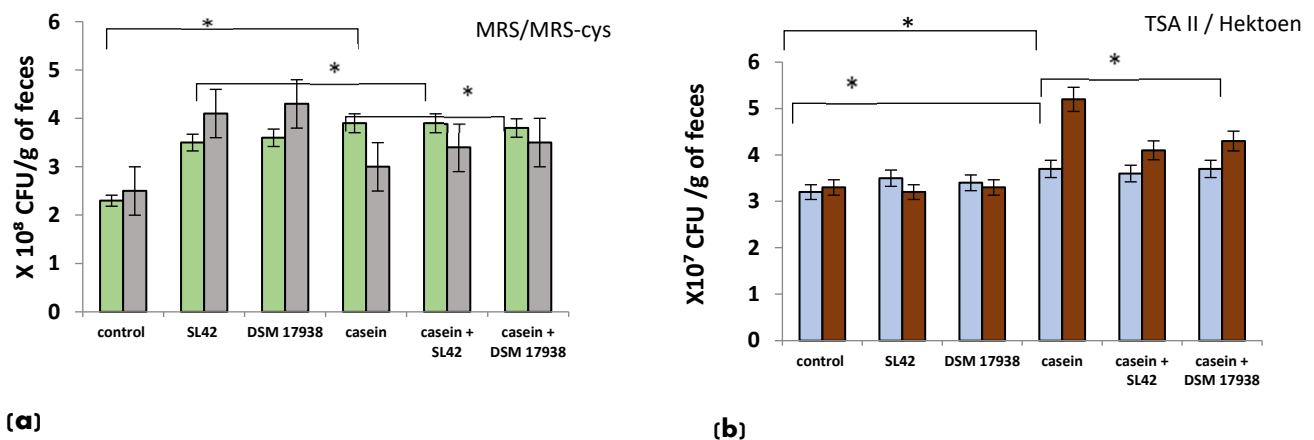 6
5
4
3
2
1
0
X 10⁸ CFU/g of feces
MRS/MRS-cys
*
*
*
control
SL42
DSM 17938
casein
casein +
SL42
casein +
DSM 17938
(a)
6
5
4
3
2
1
0
X10⁷ CFU /g of feces
TSA II / Hektoen
*
*
*
control
SL42
DSM 17938
casein
casein +
SL42
casein +
DSM 17938
(b)